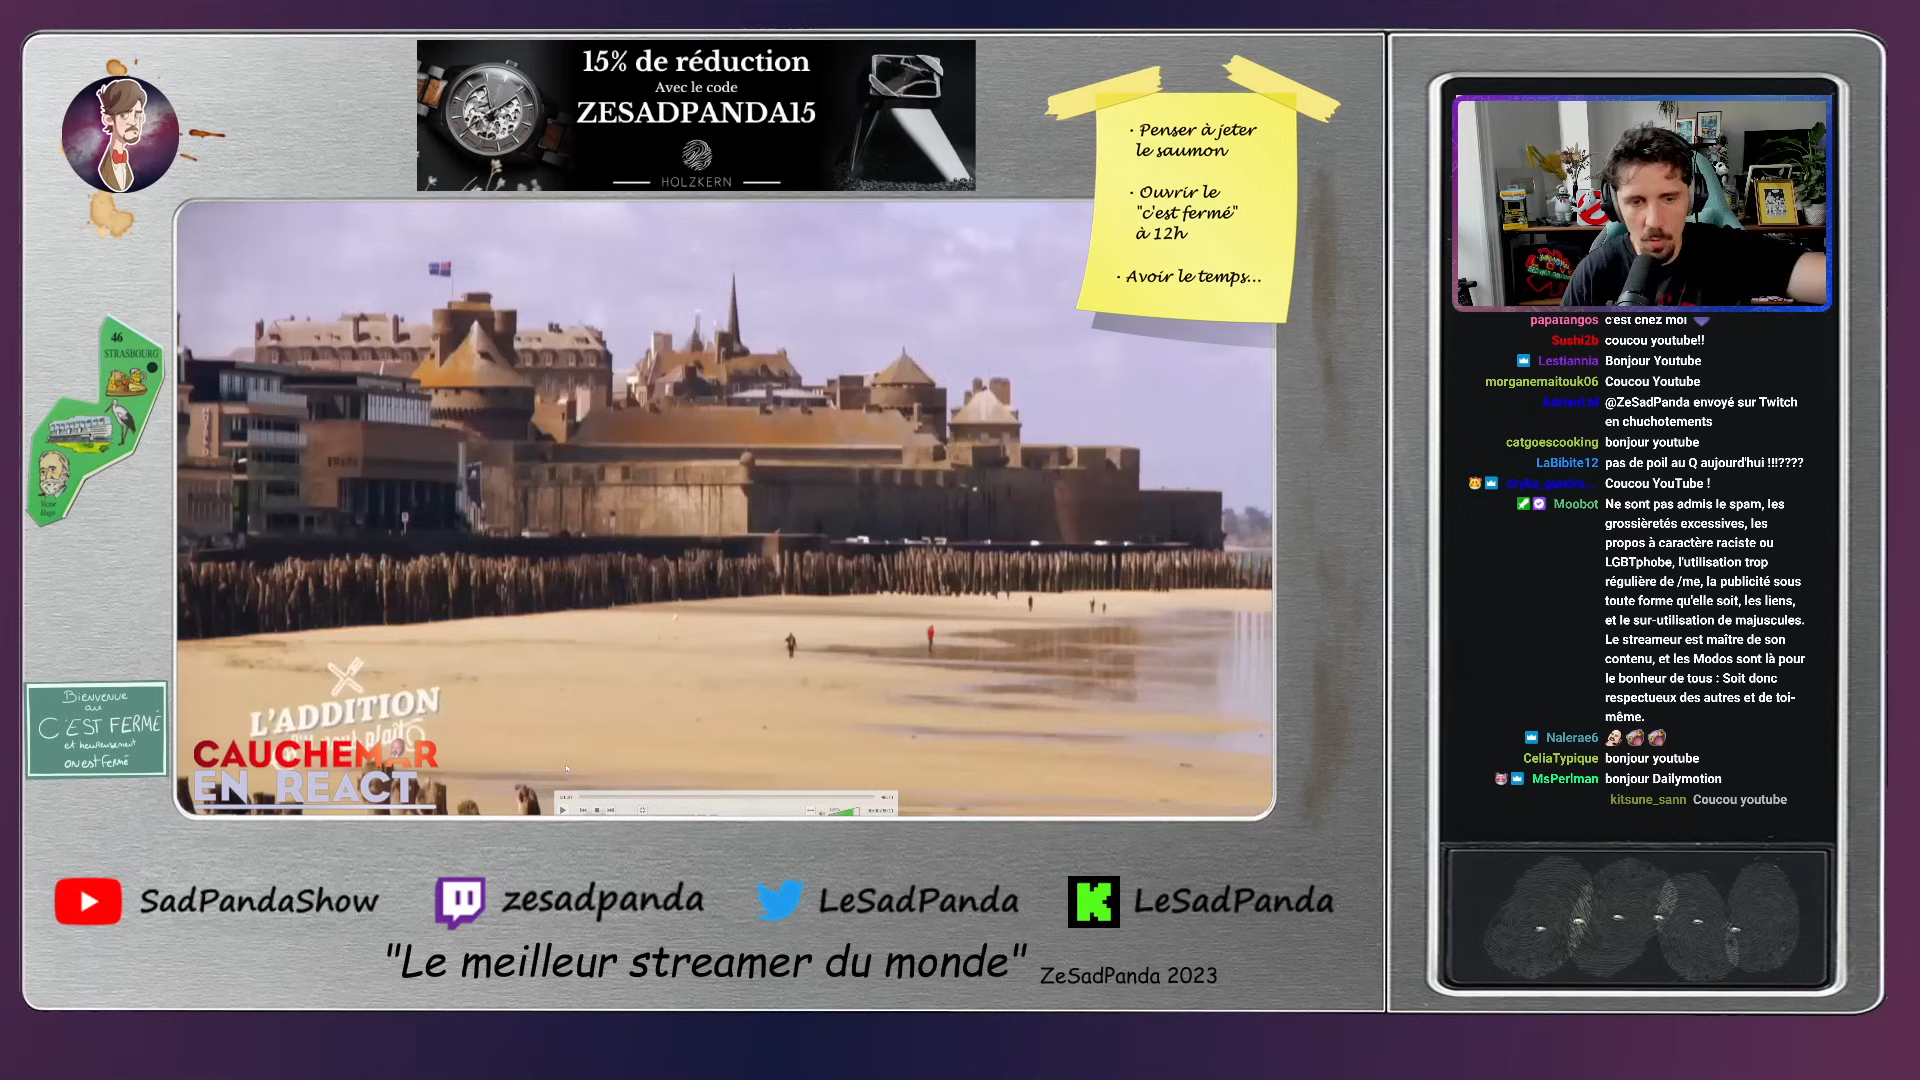 15% de réduction
Avec le code
ZESADPANDA15
HOLZKERN
· Penser à jeter
le saumon
· Ouvrir le
"c'est fermé"
à 12h
· Avoir le temps...
46
STRASBOURG
Victor
Hugo
Bienvenue
au
C'EST FERMÉ
et heureusement
on est fermé
L'ADDITION
s'il vous plaît
CAUCHEMAR
EN REACT
papatangos c'est chez moi
Sushi2b coucou youtube!!
Lestiannia Bonjour Youtube
morganemaitouk06 Coucou Youtube
@ZeSadPanda envoyé sur Twitch
en chuchotements
catgoescooking bonjour youtube
LaBibite12 pas de poil au Q aujourd'hui !!!????
Coucou YouTube !
Moobot Ne sont pas admis le spam, les
grossièretés excessives, les
propos à caractère raciste ou
LGBTphobe, l'utilisation trop
régulière de /me, la publicité sous
toute forme qu'elle soit, les liens,
et le sur-utilisation de majuscules.
Le streameur est maître de son
contenu, et les Modos sont là pour
le bonheur de tous : Soit donc
respectueux des autres et de toi-
même.
Nalerae6
CeliaTypique bonjour youtube
MsPerlman bonjour Dailymotion
kitsune_sann Coucou youtube
SadPandaShow
zesadpanda
LeSadPanda
LeSadPanda
"Le meilleur streamer du monde"
ZeSadPanda 2023